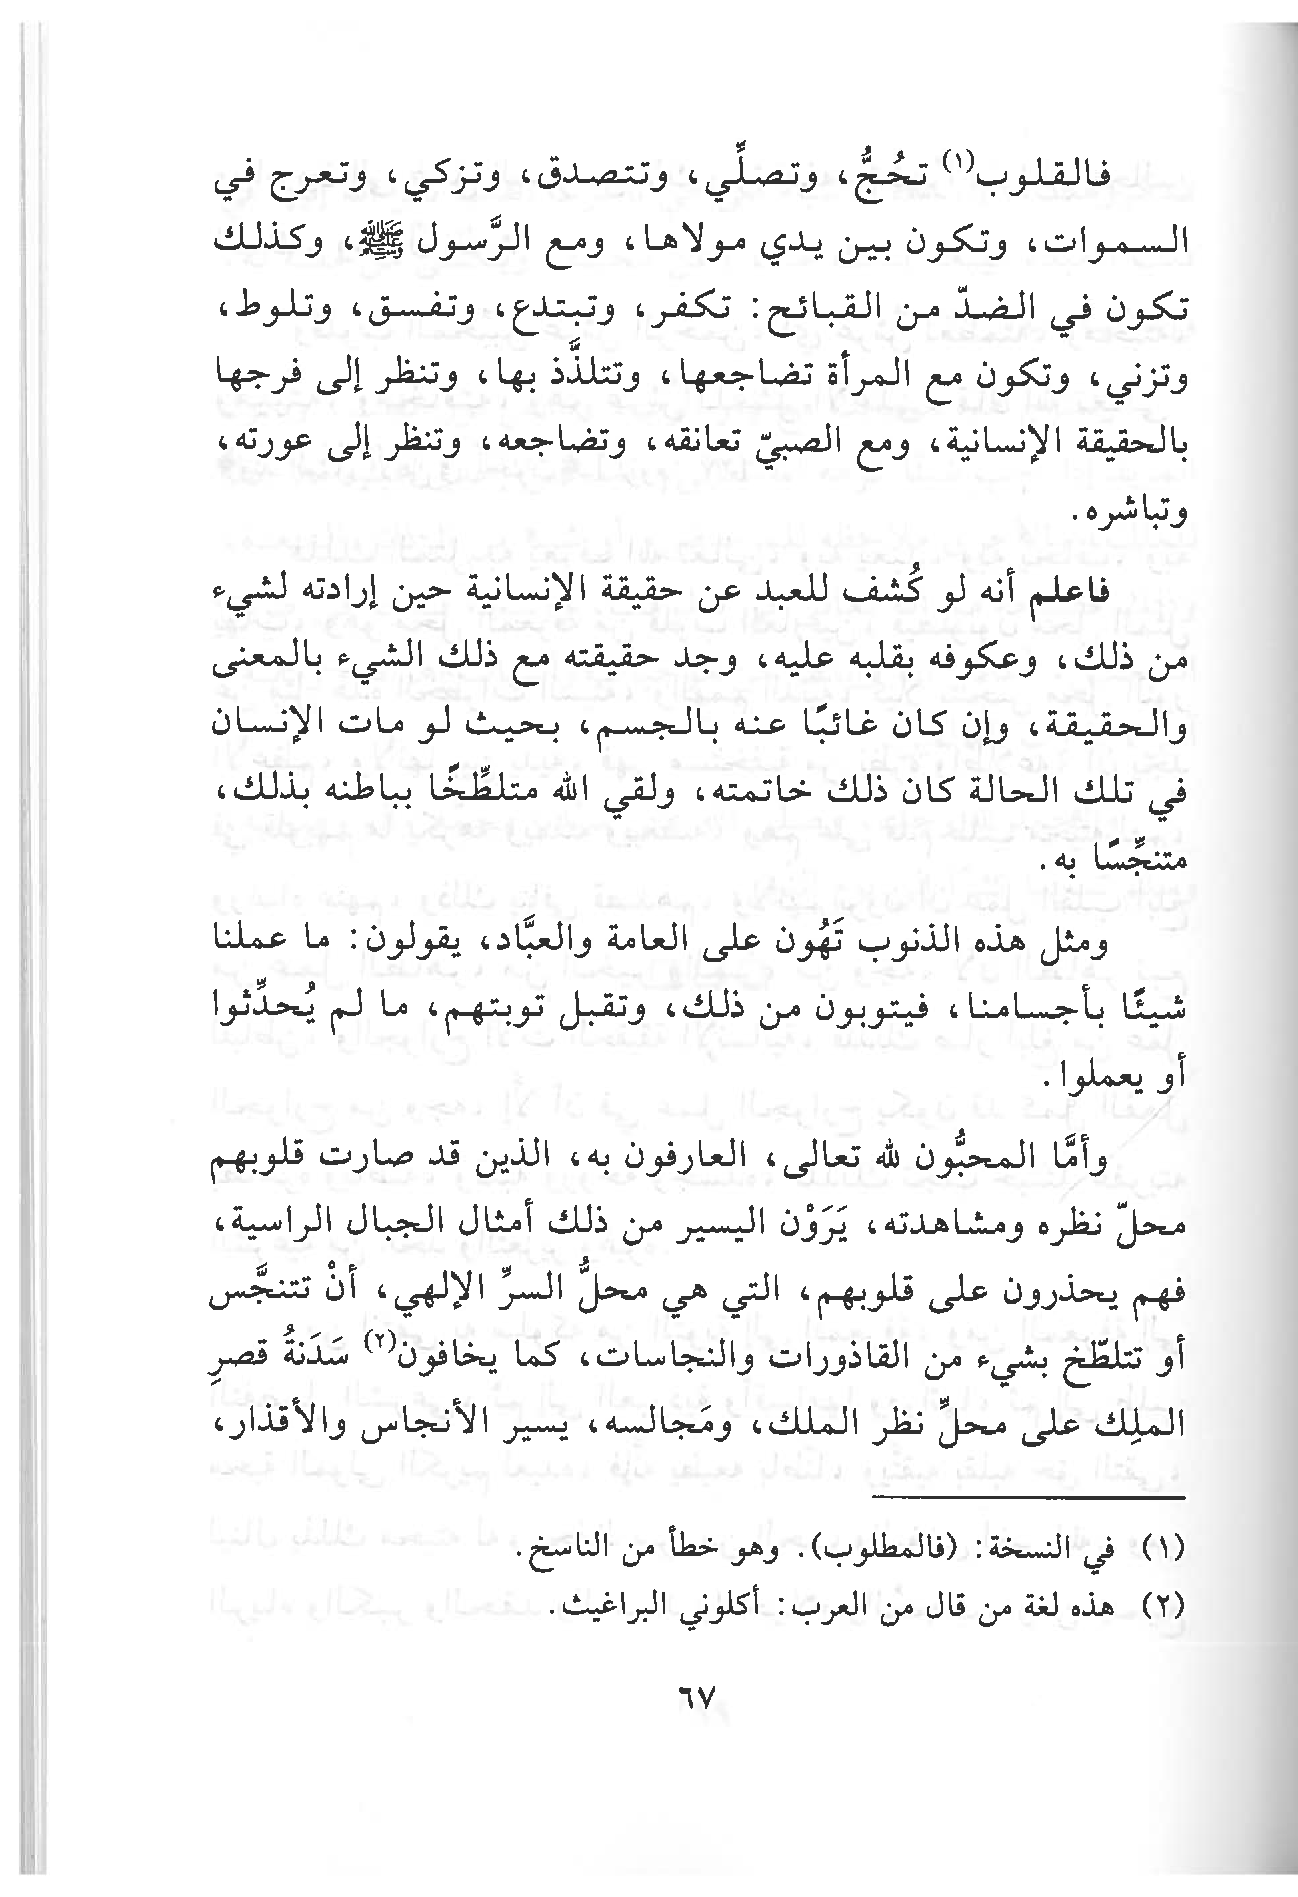 فالقلوب(١) تحُجُّ، وتصلِّي، وتتصدق، وتزكي، وتعرج في
السموات، وتكون بين يدي مولاها، ومع الرَّسول ﷺ، وكذلك
تكون في الضدّ من القبائح: تكفر، وتبتدع، وتفسق، وتلوط،
وتزني، وتكون مع المرأة تضاجعها، وتتلذَّذ بها، وتنظر إلى فرجها
بالحقيقة الإنسانية، ومع الصبيّ تعانقه، وتضاجعه، وتنظر إلى عورته،
وتباشره.
فاعلم أنه لو كُشف للعبد عن حقيقة الإنسانية حين إرادته لشيء
من ذلك، وعكوفه بقلبه عليه، وجد حقيقته مع ذلك الشيء بالمعنى
والحقيقة، وإن كان غائبًا عنه بالجسم، بحيث لو مات الإنسان
في تلك الحالة كان ذلك خاتمته، ولقي الله متلطِّخًا بباطنه بذلك،
متنجِّسًا به.
ومثل هذه الذنوب تَهُون على العامة والعبَّاد، يقولون: ما عملنا
شيئًا بأجسامنا، فيتوبون من ذلك، وتقبل توبتهم، ما لم يُحدِّثوا
أو يعملوا.
وأمَّا المحبُّون لله تعالى، العارفون به، الذين قد صارت قلوبهم
محلّ نظره ومشاهدته، يَرَوْن اليسير من ذلك أمثال الجبال الراسية،
فهم يحذرون على قلوبهم، التي هي محلُّ السرِّ الإلهي، أنْ تتنجَّس
أو تتلطّخ بشيء من القاذورات والنجاسات، كما يخافون(٢) سَدَنةُ قصرِ
الملِك على محلِّ نظر الملك، ومَجالسه، يسير الأنجاس والأقذار،
(١) في النسخة: (فالمطلوب). وهو خطأ من الناسخ.
(٢) هذه لغة من قال من العرب: أكلوني البراغيث.
٦٧